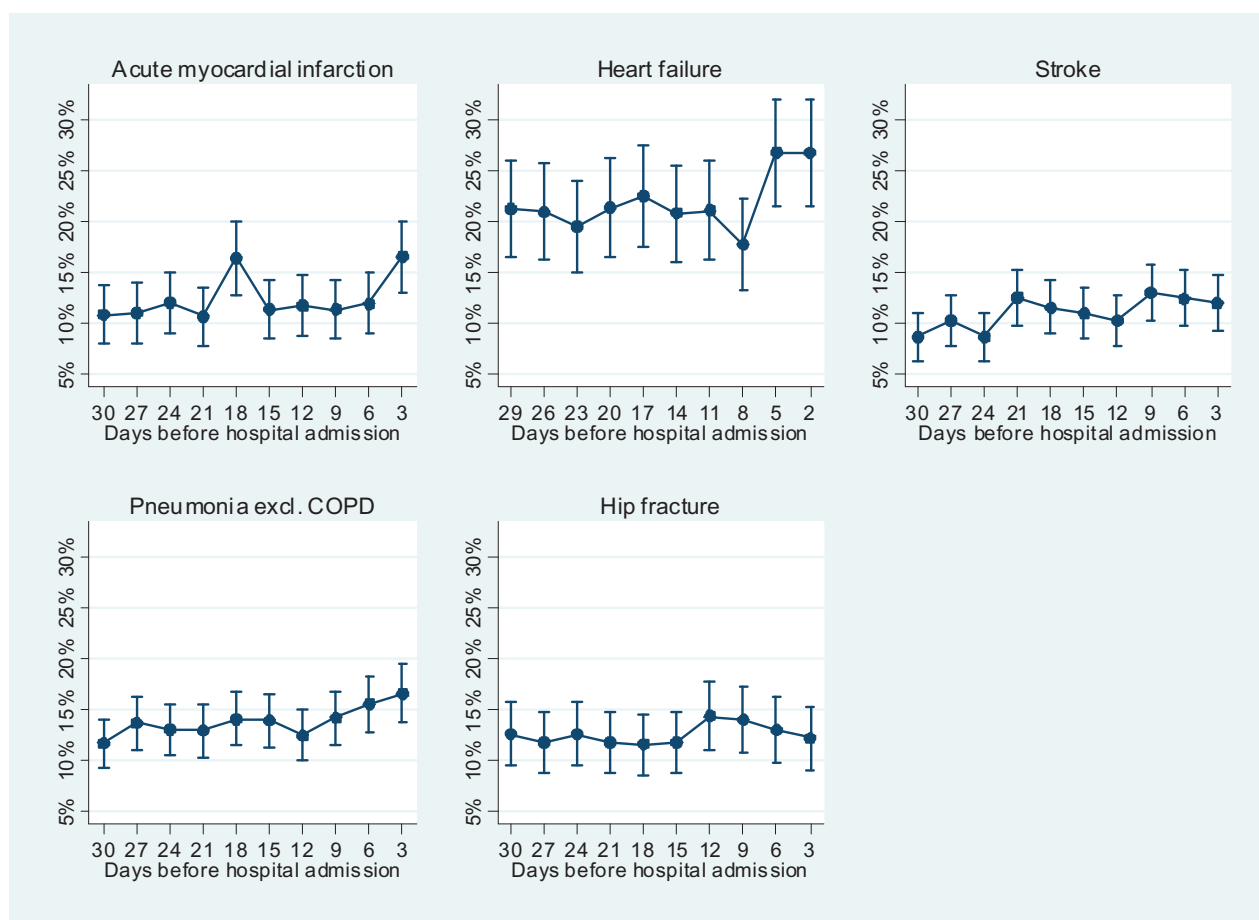 Acute myocardial infarction
30%
25%
20%
15%
10%
5%
30 27 24 21 18 15 12 9 6 3
Days before hospital admission
Heart failure
30%
25%
20%
15%
10%
5%
29 26 23 20 17 14 11 8 5 2
Days before hospital admission
Stroke
30%
25%
20%
15%
10%
5%
30 27 24 21 18 15 12 9 6 3
Days before hospital admission
Pneumonia excl. COPD
30%
25%
20%
15%
10%
5%
30 27 24 21 18 15 12 9 6 3
Days before hospital admission
Hip fracture
30%
25%
20%
15%
10%
5%
30 27 24 21 18 15 12 9 6 3
Days before hospital admission